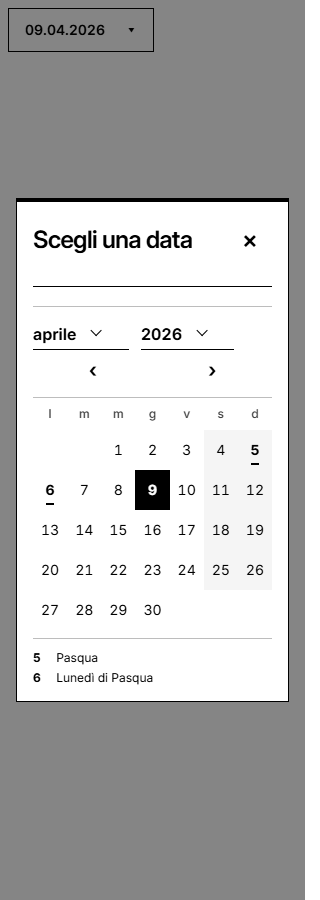 09.04.2026 ▾
Scegli una data ×
aprile 2026
‹ ›
l m m g v s d
1 2 3 4 5
6 7 8 9 10 11 12
13 14 15 16 17 18 19
20 21 22 23 24 25 26
27 28 29 30
5 Pasqua
6 Lunedì di Pasqua